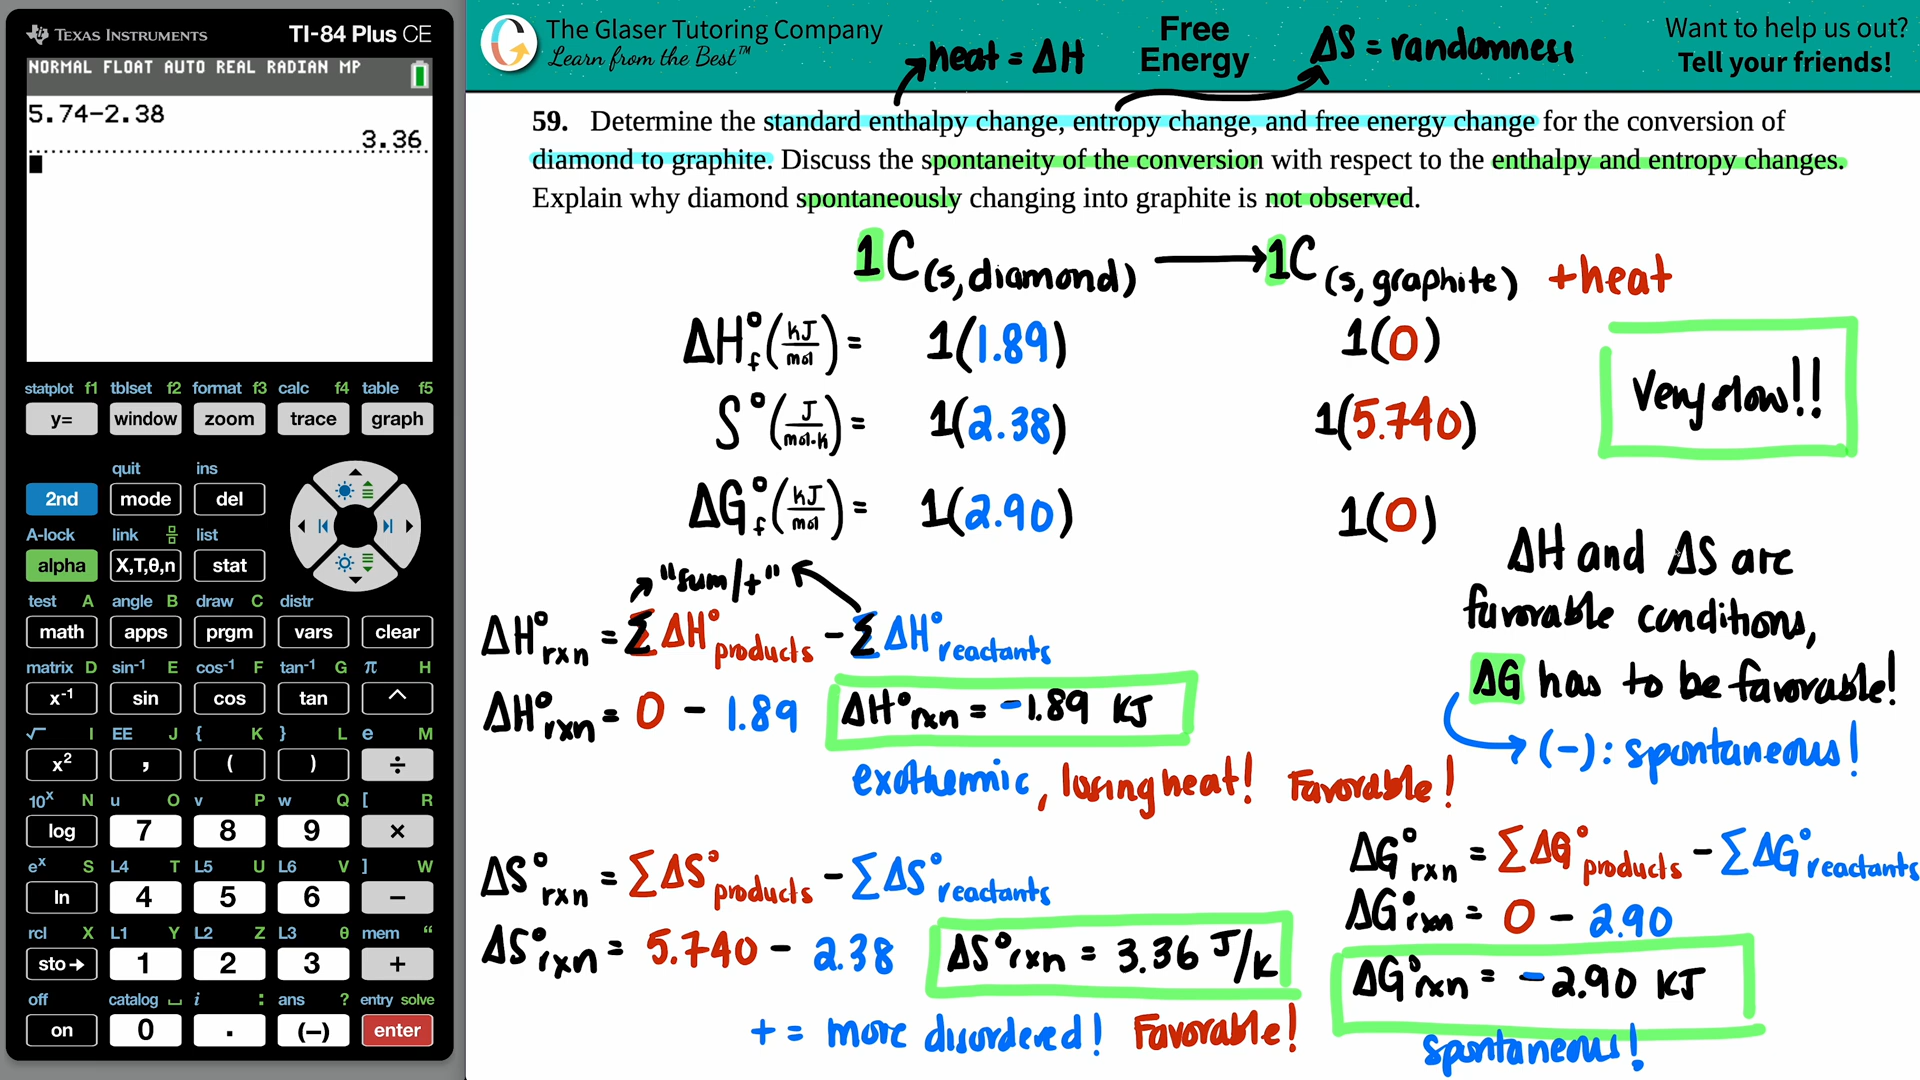 TEXAS INSTRUMENTS TI-84 Plus CE
NORMAL FLOAT AUTO REAL RADIAN MP
5.74-2.38
3.36
statplot f1 tblset f2 format f3 calc f4 table f5
y= window zoom trace graph
quit ins
2nd mode del
A-lock link list
alpha X,T,θ,n stat
test A angle B draw C distr
math apps prgm vars clear
matrix D sin⁻¹ E cos⁻¹ F tan⁻¹ G π H
x⁻¹ sin cos tan ^
√ I EE J { K } L e M
x² , ( ) ÷
10ˣ N u O v P w Q [ R
log 7 8 9 ×
eˣ S L4 T L5 U L6 V ] W
ln 4 5 6 −
rcl X L1 Y L2 Z L3 θ mem “
sto→ 1 2 3 +
off catalog ⎵ i : ans ? entry solve
on 0 . (−) enter
The Glaser Tutoring Company
Learn from the Best™
heat = ΔH
Free
Energy
ΔS = randomness
Want to help us out?
Tell your friends!
59. Determine the standard enthalpy change, entropy change, and free energy change for the conversion of
diamond to graphite. Discuss the spontaneity of the conversion with respect to the enthalpy and entropy changes.
Explain why diamond spontaneously changing into graphite is not observed.
1C(s,diamond) → 1C(s,graphite) +heat
ΔH°f (kJ/mol) = 1(1.89) 1(0)
S° (J/mol·K) = 1(2.38) 1(5.740)
ΔG°f (kJ/mol) = 1(2.90) 1(0)
Very slow!!
"sum/+"
ΔH°rxn = Σ ΔH°products − Σ ΔH°reactants
ΔH°rxn = 0 − 1.89 ΔH°rxn = −1.89 KJ
exothermic, losing heat! Favorable!
ΔS°rxn = ΣΔS°products − ΣΔS°reactants
ΔS°rxn = 5.740 − 2.38 ΔS°rxn = 3.36 J/K
+ = more disordered! Favorable!
ΔH and ΔS are
favorable conditions,
ΔG has to be favorable!
→ (−): spontaneous!
ΔG°rxn = ΣΔG°products − ΣΔG°reactants
ΔG°rxn = 0 − 2.90
ΔG°rxn = −2.90 KJ
spontaneous!